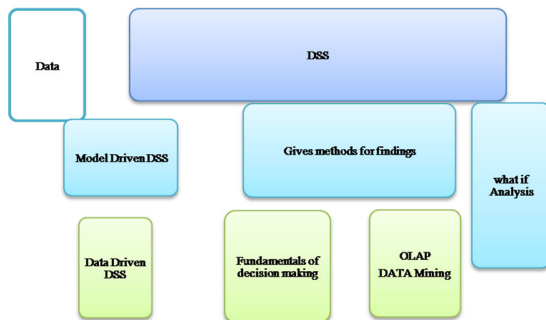 Data
DSS
Model Driven DSS
Gives methods for findings
what if
Analysis
Data Driven
DSS
Fundamentals of
decision making
OLAP
DATA Mining